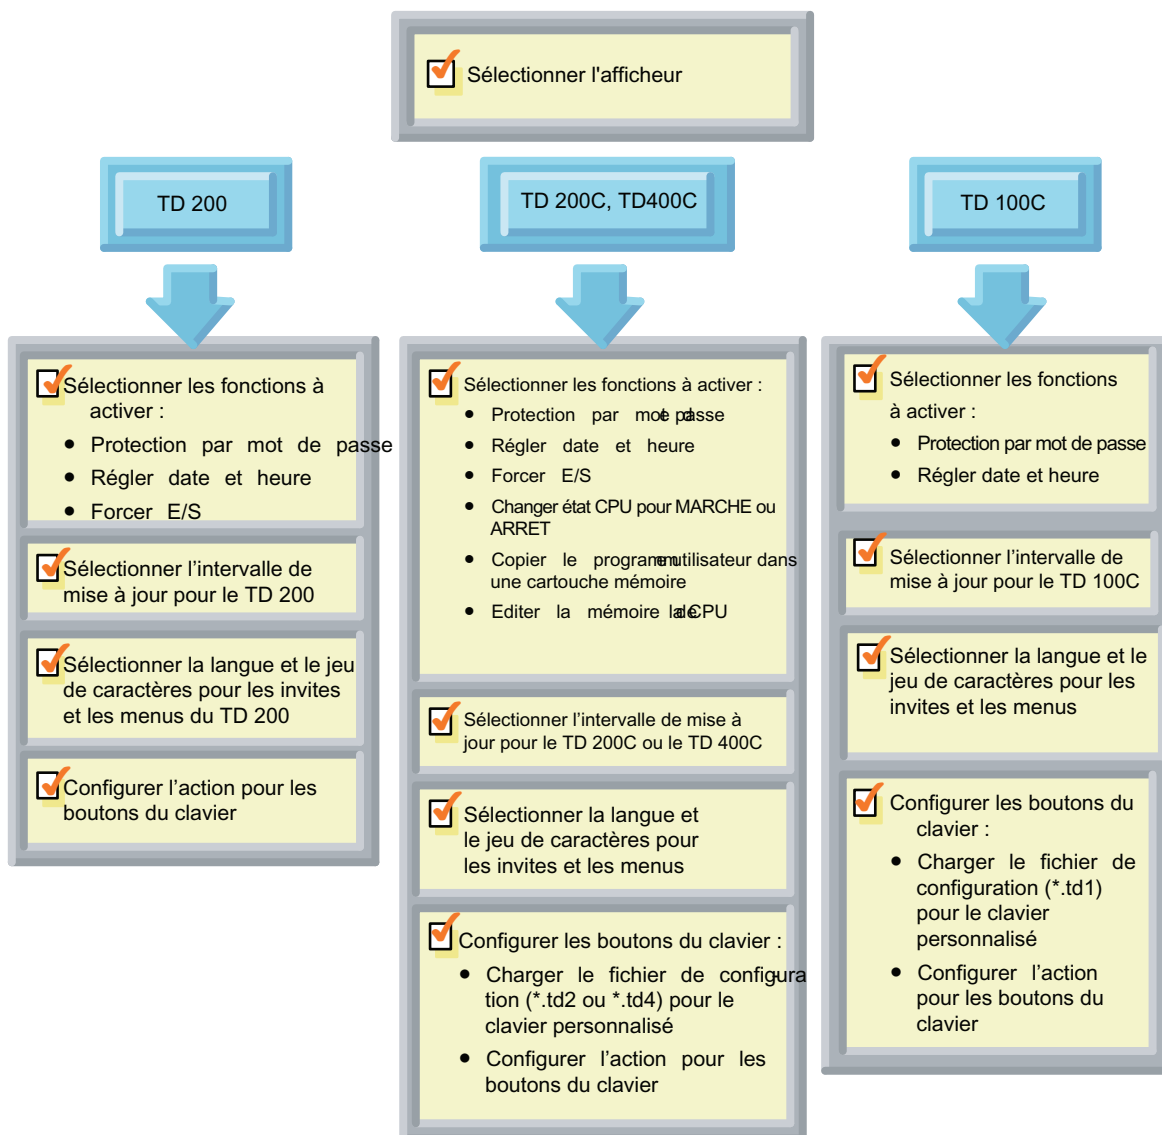 Sélectionner l'afficheur
TD 200
Sélectionner les fonctions à
activer :
• Protection par mot de passe
• Régler date et heure
• Forcer E/S
Sélectionner l’intervalle de
mise à jour pour le TD 200
Sélectionner la langue et le jeu
de caractères pour les invites
et les menus du TD 200
Configurer l’action pour les
boutons du clavier
TD 200C, TD400C
Sélectionner les fonctions à activer :
• Protection par mot de passe
• Régler date et heure
• Forcer E/S
• Changer état CPU pour MARCHE ou
ARRET
• Copier le programme utilisateur dans
une cartouche mémoire
• Editer la mémoire de la CPU
Sélectionner l’intervalle de mise à
jour pour le TD 200C ou le TD 400C
Sélectionner la langue et
le jeu de caractères pour
les invites et les menus
Configurer les boutons du clavier :
• Charger le fichier de configura-
tion (*.td2 ou *.td4) pour le
clavier personnalisé
• Configurer l’action pour les
boutons du clavier
TD 100C
Sélectionner les fonctions
à activer :
• Protection par mot de passe
• Régler date et heure
Sélectionner l’intervalle de
mise à jour pour le TD 100C
Sélectionner la langue et le
jeu de caractères pour les
invites et les menus
Configurer les boutons du
clavier :
• Charger le fichier de
configuration (*.td1)
pour le clavier
personnalisé
• Configurer l’action
pour les boutons du
clavier